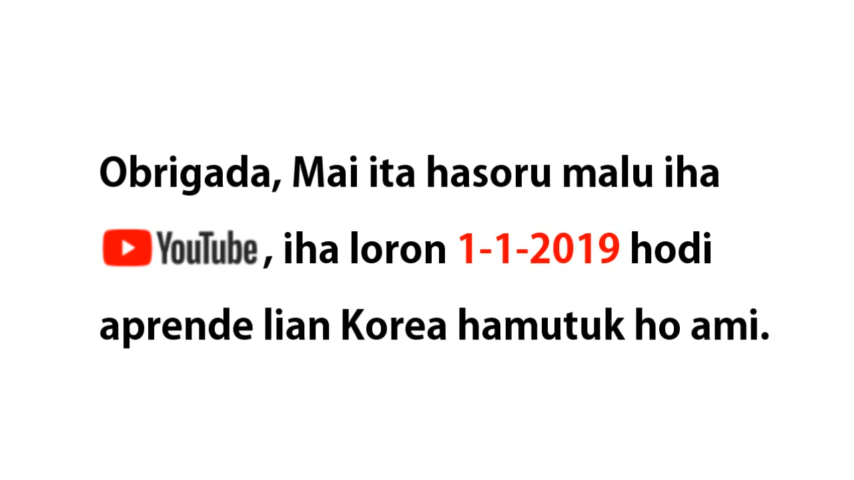 Obrigada, Mai ita hasoru malu iha
YouTube, iha loron 1-1-2019 hodi
aprende lian Korea hamutuk ho ami.